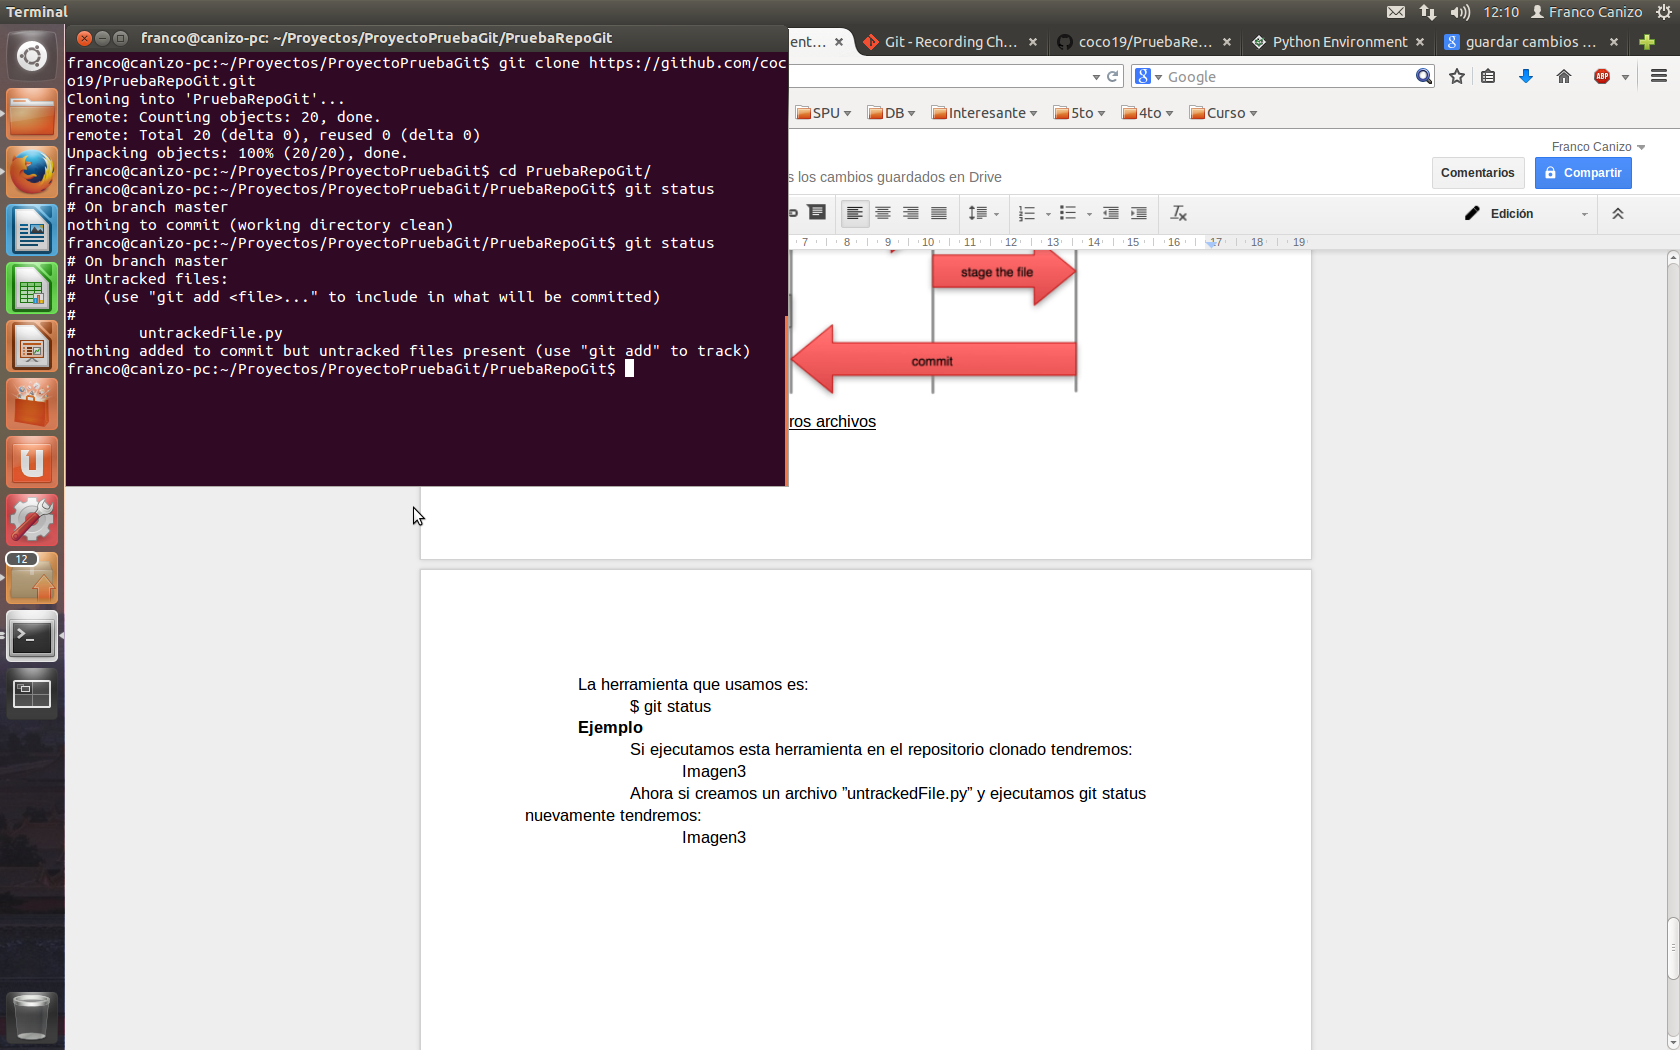 Terminal
12:10 Franco Canizo
franco@canizo-pc: ~/Proyectos/ProyectoPruebaGit/PruebaRepoGit
franco@canizo-pc:~/Proyectos/ProyectoPruebaGit$ git clone https://github.com/coc
o19/PruebaRepoGit.git
Cloning into 'PruebaRepoGit'...
remote: Counting objects: 20, done.
remote: Total 20 (delta 0), reused 0 (delta 0)
Unpacking objects: 100% (20/20), done.
franco@canizo-pc:~/Proyectos/ProyectoPruebaGit$ cd PruebaRepoGit/
franco@canizo-pc:~/Proyectos/ProyectoPruebaGit/PruebaRepoGit$ git status
# On branch master
nothing to commit (working directory clean)
franco@canizo-pc:~/Proyectos/ProyectoPruebaGit/PruebaRepoGit$ git status
# On branch master
# Untracked files:
#   (use "git add <file>..." to include in what will be committed)
#
#       untrackedFile.py
nothing added to commit but untracked files present (use "git add" to track)
franco@canizo-pc:~/Proyectos/ProyectoPruebaGit/PruebaRepoGit$
ent... Git - Recording Ch... coco19/PruebaRe... Python Environment guardar cambios ...
8 Google ABP
SPU DB Interesante 5to 4to Curso
Franco Canizo
s los cambios guardados en Drive
Comentarios Compartir
Edición
7 8 9 10 11 12 13 14 15 16 17 18 19
stage the file
commit
ros archivos
12
La herramienta que usamos es:
$ git status
Ejemplo
Si ejecutamos esta herramienta en el repositorio clonado tendremos:
Imagen3
Ahora si creamos un archivo ”untrackedFile.py” y ejecutamos git status
nuevamente tendremos:
Imagen3